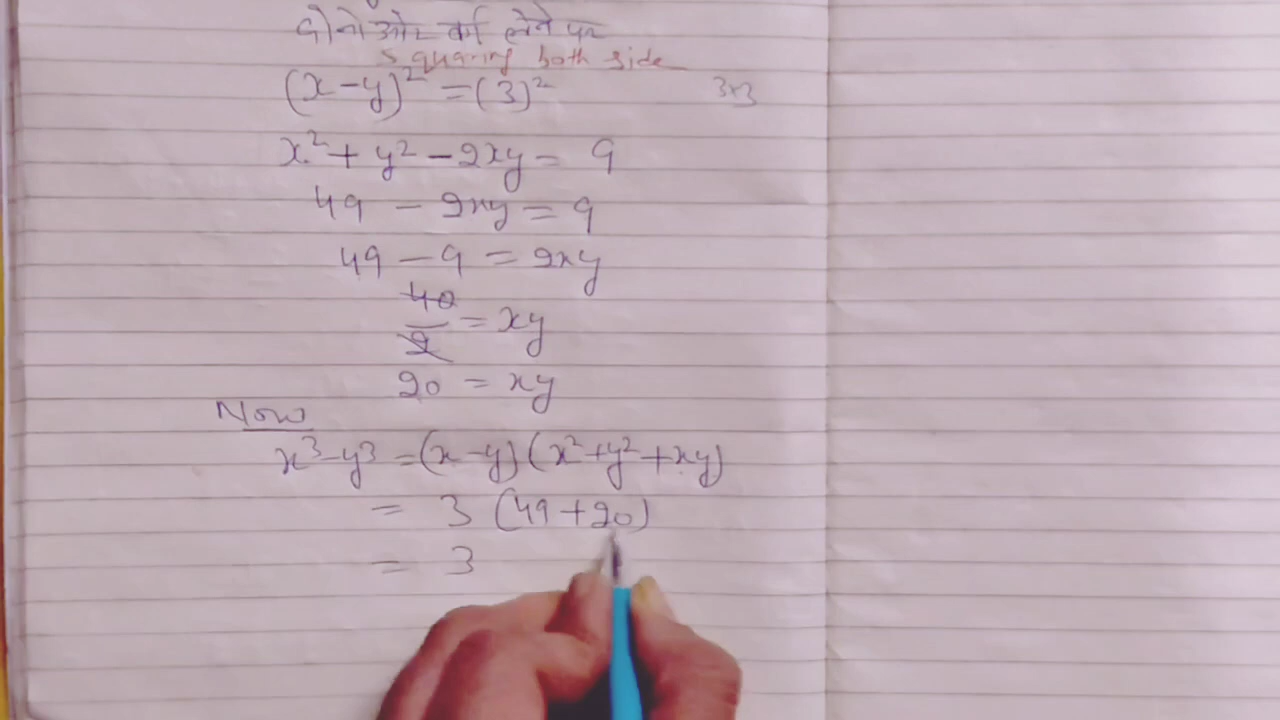 दोनो ओर वर्ग लेने पर
squaring both side
(x-y)² = (3)² 3×3
x² + y² - 2xy = 9
49 - 2xy = 9
49 - 9 = 2xy
40/2 = xy
20 = xy
Now
x³-y³ = (x-y) (x²+y²+xy)
= 3 (49+20)
= 3